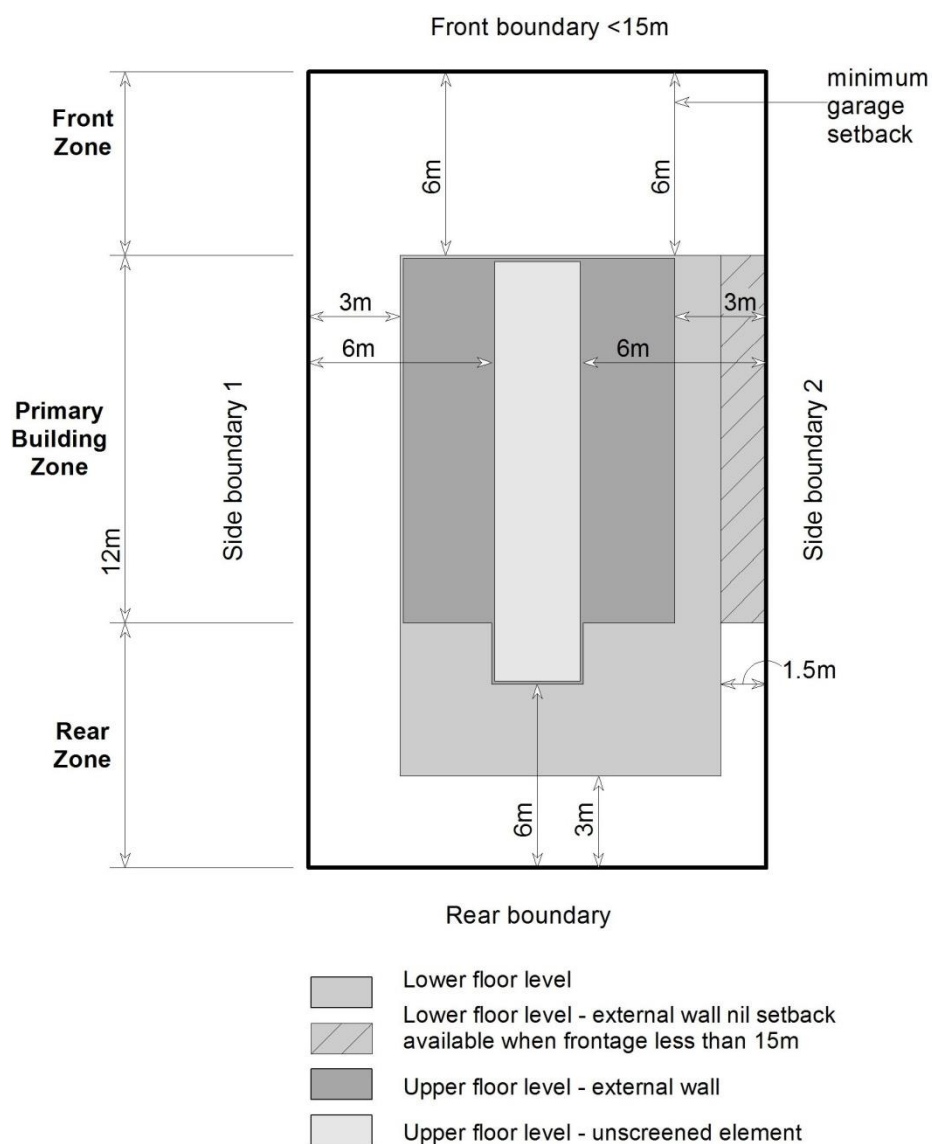 Front boundary <15m
minimum
garage
setback
Front
Zone
6m
6m
3m
3m
6m
6m
Primary
Building
Zone
Side boundary 1
Side boundary 2
12m
1.5m
Rear
Zone
6m
3m
Rear boundary
Lower floor level
Lower floor level - external wall nil setback
available when frontage less than 15m
Upper floor level - external wall
Upper floor level - unscreened element